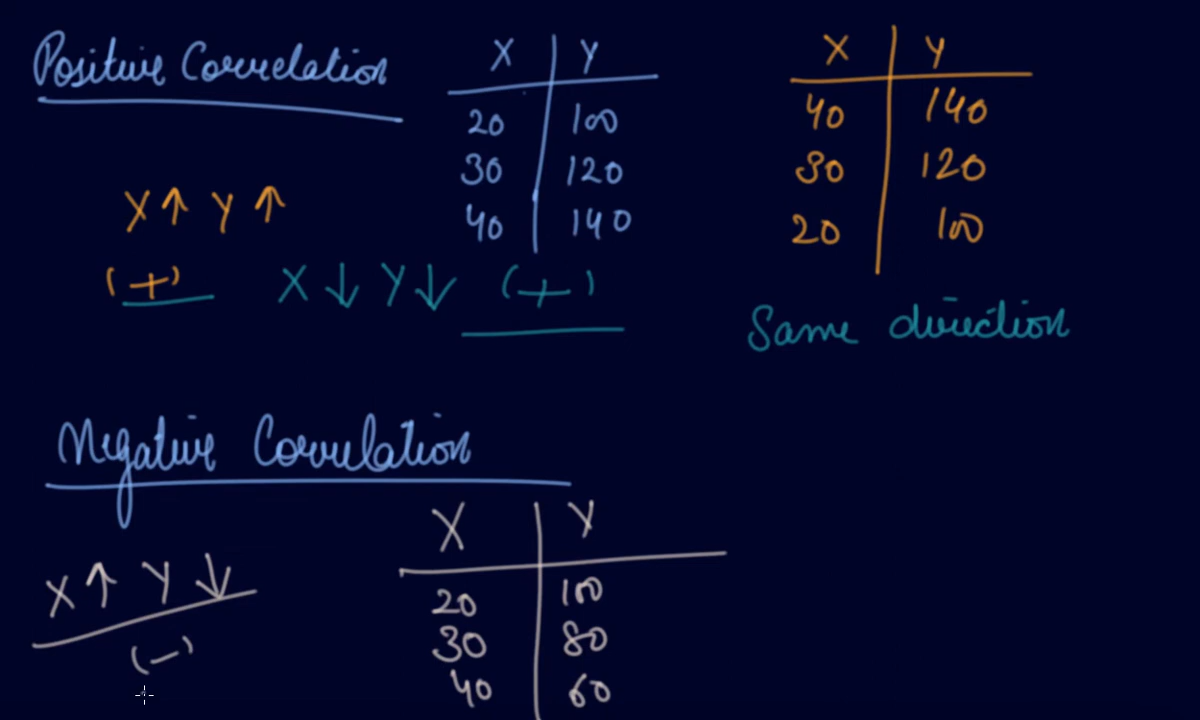 Positive Correlation
X ↑ Y ↑
(+)
X ↓ Y ↓ (+)
X Y
20 100
30 120
40 140
X Y
40 140
30 120
20 100
Same direction
Negative Correlation
X ↑ Y ↓
(−)
X Y
20 100
30 80
40 60